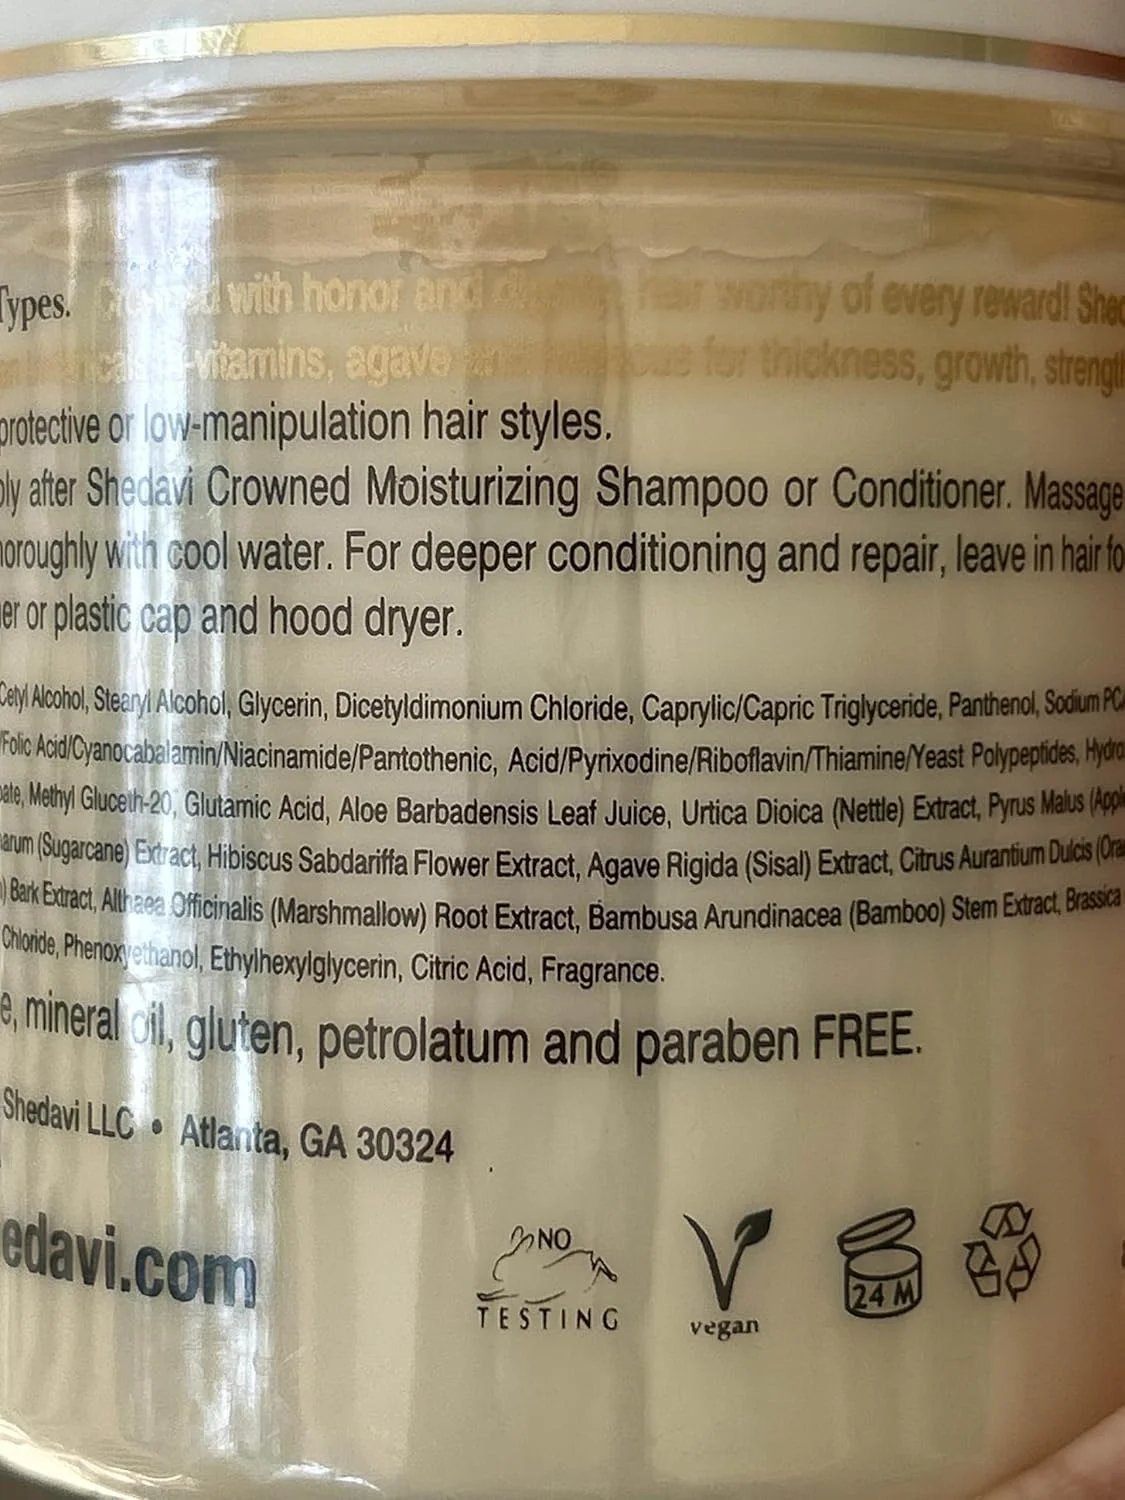 Types. with honor and hair worthy of every reward! Shed
vitamins, agave for thickness, growth, strength
protective or low-manipulation hair styles.
ply after Shedavi Crowned Moisturizing Shampoo or Conditioner. Massage
horoughly with cool water. For deeper conditioning and repair, leave in hair fo
er or plastic cap and hood dryer.
Cetyl Alcohol, Stearyl Alcohol, Glycerin, Dicetyldimonium Chloride, Caprylic/Capric Triglyceride, Panthenol, Sodium PCA
/Folic Acid/Cyanocabalamin/Niacinamide/Pantothenic, Acid/Pyrixodine/Riboflavin/Thiamine/Yeast Polypeptides, Hydro
ate, Methyl Gluceth-20, Glutamic Acid, Aloe Barbadensis Leaf Juice, Urtica Dioica (Nettle) Extract, Pyrus Malus (Apple
arum (Sugarcane) Extract, Hibiscus Sabdariffa Flower Extract, Agave Rigida (Sisal) Extract, Citrus Aurantium Dulcis (Ora
) Bark Extract, Althaea Officinalis (Marshmallow) Root Extract, Bambusa Arundinacea (Bamboo) Stem Extract, Brassica
Chloride, Phenoxyethanol, Ethylhexylglycerin, Citric Acid, Fragrance.
e, mineral oil, gluten, petrolatum and paraben FREE.
Shedavi LLC • Atlanta, GA 30324
edavi.com
NO
TESTING
vegan
24 M